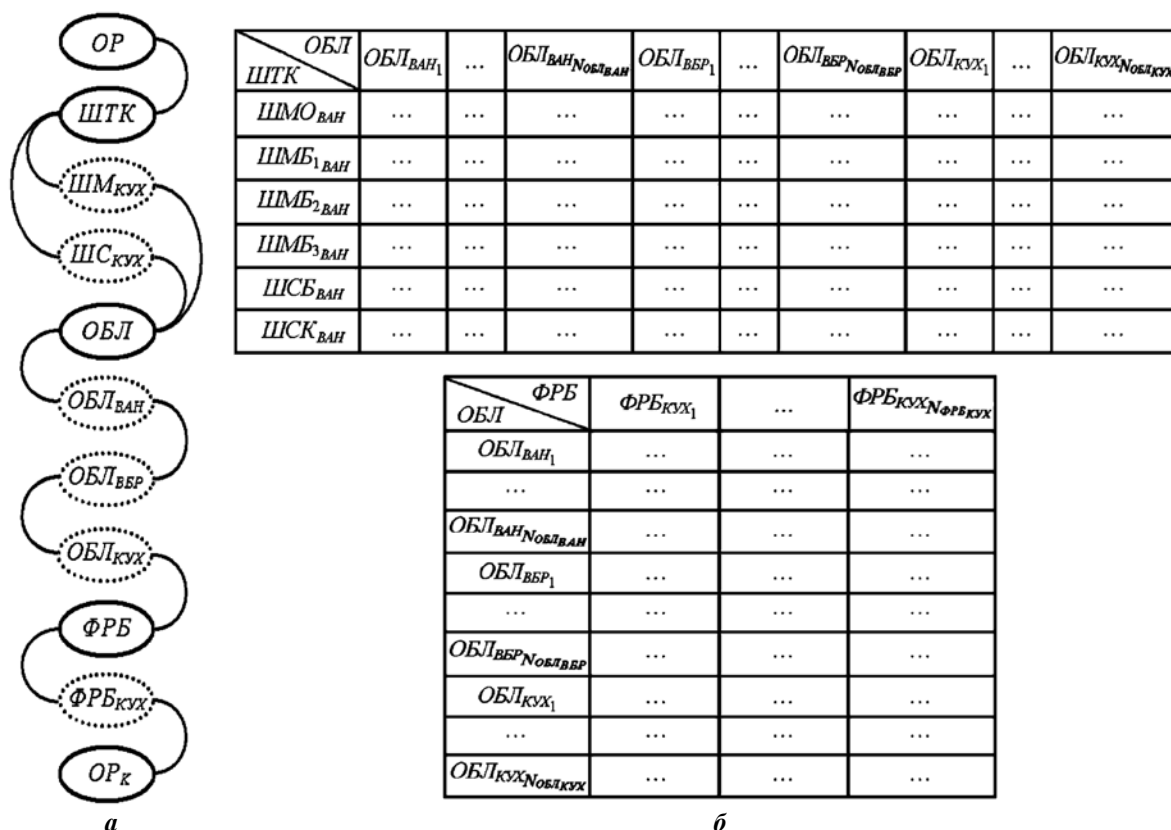 ОР
ШТК
ШМКУХ
ШСКУХ
ОБЛ
ОБЛВАН
ОБЛВБР
ОБЛКУХ
ФРБ
ФРБКУХ
ОРК
а
ОБЛ
ШТК
ОБЛВАН1 ... ОБЛВАНNОБЛВАН ОБЛВБР1 ... ОБЛВБРNОБЛВБР ОБЛКУХ1 ... ОБЛКУХNОБЛКУХ
ШМОВАН ... ... ... ... ... ... ... ... ...
ШМБ1ВАН ... ... ... ... ... ... ... ... ...
ШМБ2ВАН ... ... ... ... ... ... ... ... ...
ШМБ3ВАН ... ... ... ... ... ... ... ... ...
ШСБВАН ... ... ... ... ... ... ... ... ...
ШСКВАН ... ... ... ... ... ... ... ... ...
ФРБ
ОБЛ
ФРБКУХ1 ... ФРБКУХNФРБКУХ
ОБЛВАН1 ... ... ...
... ... ... ...
ОБЛВАНNОБЛВАН ... ... ...
ОБЛВБР1 ... ... ...
... ... ... ...
ОБЛВБРNОБЛВБР ... ... ...
ОБЛКУХ1 ... ... ...
... ... ... ...
ОБЛКУХNОБЛКУХ ... ... ...
б